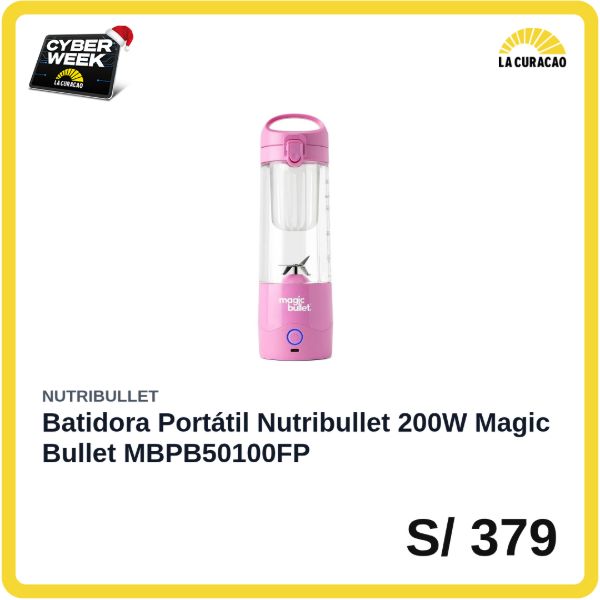 CYBER
WEEK
LA CURACAO
LA CURACAO
magic
bullet.
NUTRIBULLET
Batidora Portátil Nutribullet 200W Magic
Bullet MBPB50100FP
S/ 379